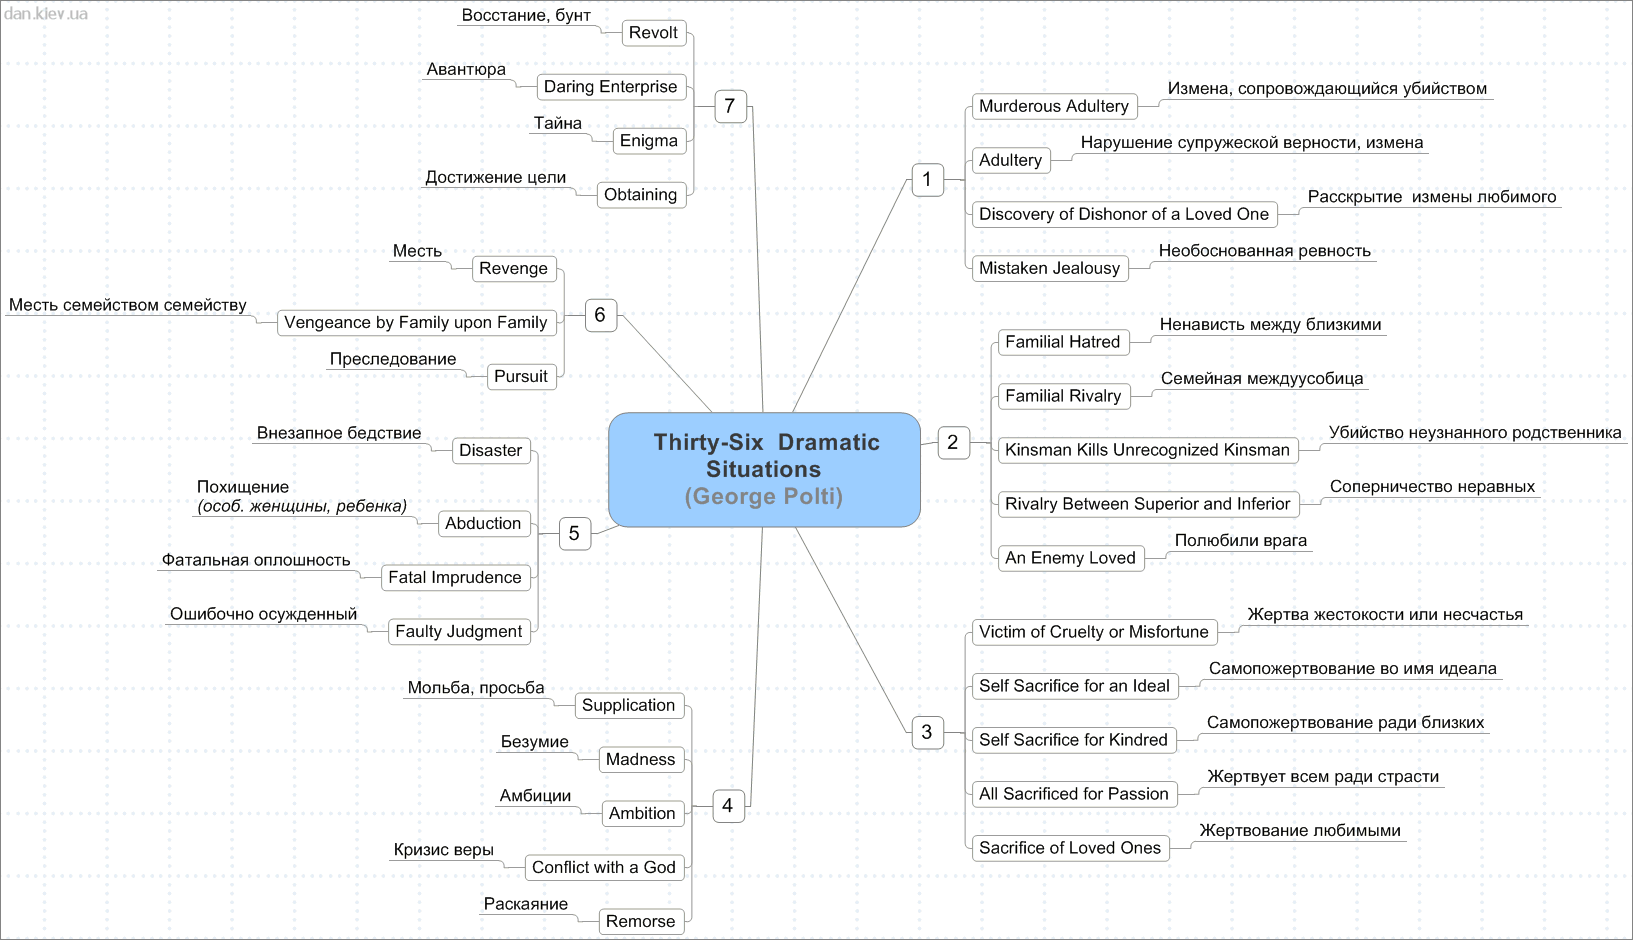 dan.kiev.ua
Thirty-Six Dramatic
Situations
(George Polti)
1
Murderous Adultery
Измена, сопровождающийся убийством
Adultery
Нарушение супружеской верности, измена
Discovery of Dishonor of a Loved One
Расскрытие измены любимого
Mistaken Jealousy
Необоснованная ревность
2
Familial Hatred
Ненависть между близкими
Familial Rivalry
Семейная междуусобица
Kinsman Kills Unrecognized Kinsman
Убийство неузнанного родственника
Rivalry Between Superior and Inferior
Соперничество неравных
An Enemy Loved
Полюбили врага
3
Victim of Cruelty or Misfortune
Жертва жестокости или несчастья
Self Sacrifice for an Ideal
Самопожертвование во имя идеала
Self Sacrifice for Kindred
Самопожертвование ради близких
All Sacrificed for Passion
Жертвует всем ради страсти
Sacrifice of Loved Ones
Жертвование любимыми
4
Supplication
Мольба, просьба
Madness
Безумие
Ambition
Амбиции
Conflict with a God
Кризис веры
Remorse
Раскаяние
5
Disaster
Внезапное бедствие
Abduction
Похищение
(особ. женщины, ребенка)
Fatal Imprudence
Фатальная оплошность
Faulty Judgment
Ошибочно осужденный
6
Revenge
Месть
Vengeance by Family upon Family
Месть семейством семейству
Pursuit
Преследование
7
Revolt
Восстание, бунт
Daring Enterprise
Авантюра
Enigma
Тайна
Obtaining
Достижение цели